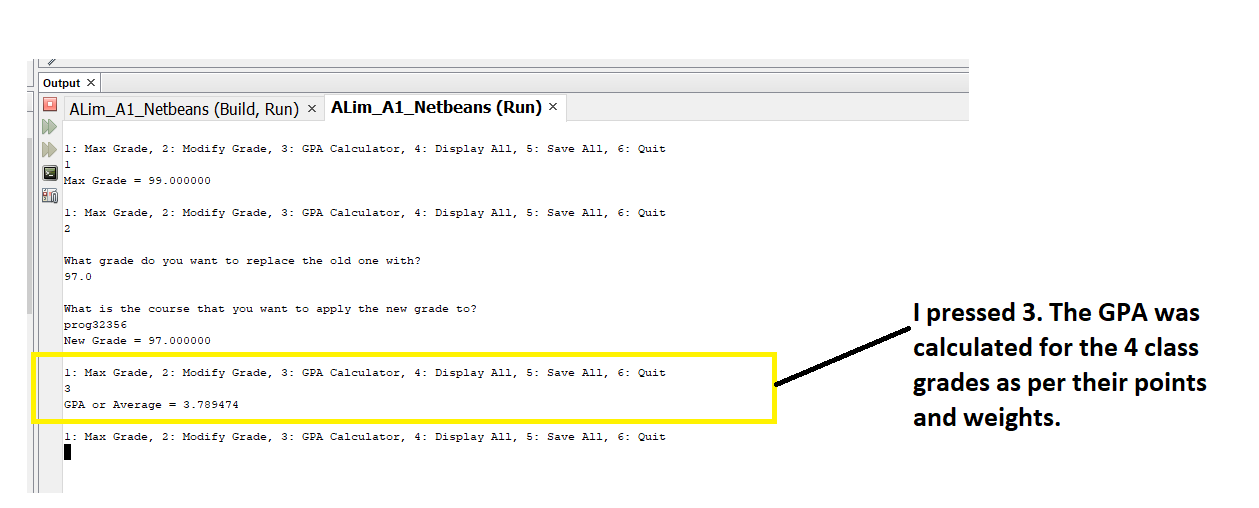 Output ×
ALim_A1_Netbeans (Build, Run) × ALim_A1_Netbeans (Run) ×
1: Max Grade, 2: Modify Grade, 3: GPA Calculator, 4: Display All, 5: Save All, 6: Quit
1
Max Grade = 99.000000
1: Max Grade, 2: Modify Grade, 3: GPA Calculator, 4: Display All, 5: Save All, 6: Quit
2
What grade do you want to replace the old one with?
97.0
What is the course that you want to apply the new grade to?
prog32356
New Grade = 97.000000
1: Max Grade, 2: Modify Grade, 3: GPA Calculator, 4: Display All, 5: Save All, 6: Quit
3
GPA or Average = 3.789474
1: Max Grade, 2: Modify Grade, 3: GPA Calculator, 4: Display All, 5: Save All, 6: Quit
I pressed 3. The GPA was
calculated for the 4 class
grades as per their points
and weights.